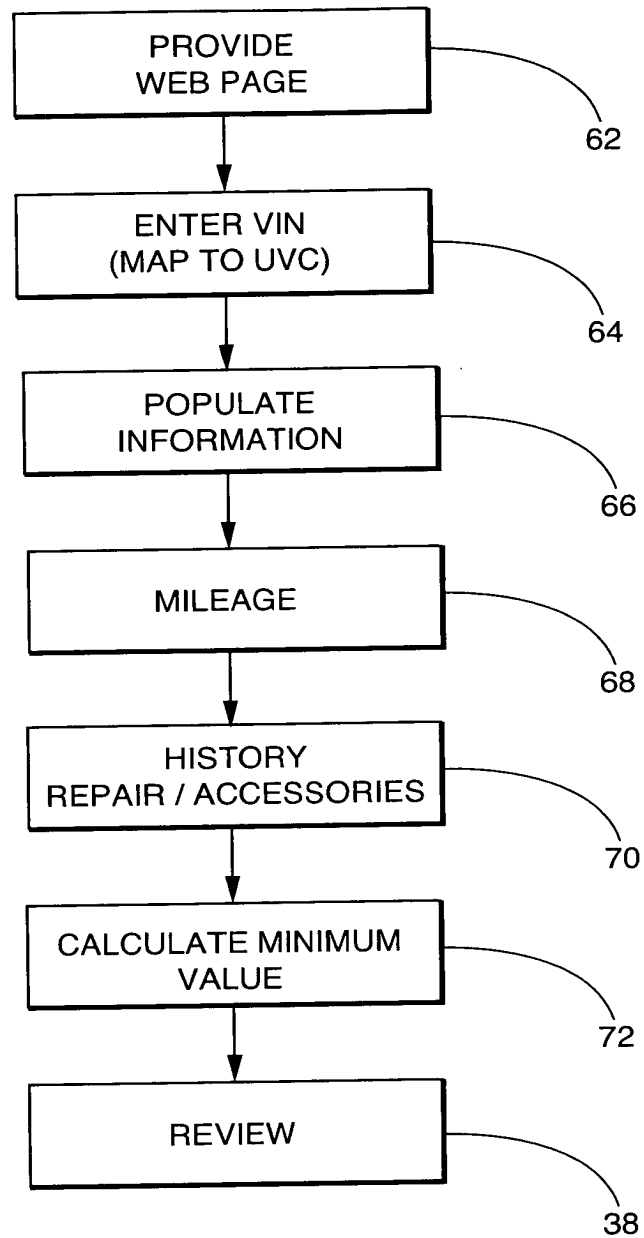 PROVIDE
WEB PAGE
62
ENTER VIN
(MAP TO UVC)
64
POPULATE
INFORMATION
66
MILEAGE
68
HISTORY
REPAIR / ACCESSORIES
70
CALCULATE MINIMUM
VALUE
72
REVIEW
38